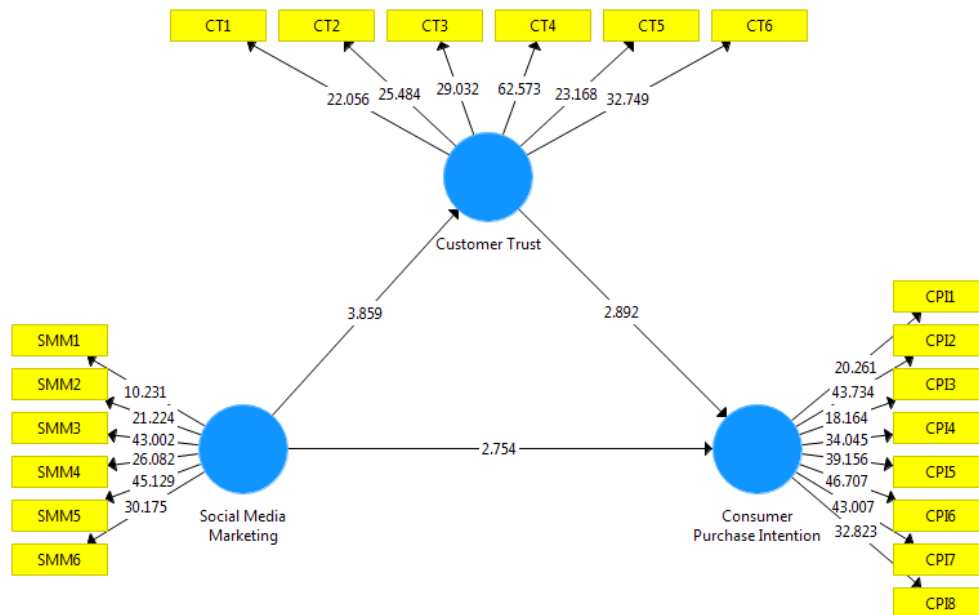 CT1
CT2
CT3
CT4
CT5
CT6
22.056
25.484
29.032
62.573
23.168
32.749
Customer Trust
3.859
2.892
SMM1
SMM2
SMM3
SMM4
SMM5
SMM6
10.231
21.224
43.002
26.082
45.129
30.175
Social Media
Marketing
2.754
Consumer
Purchase Intention
20.261
43.734
18.164
34.045
39.156
46.707
43.007
32.823
CPI1
CPI2
CPI3
CPI4
CPI5
CPI6
CPI7
CPI8